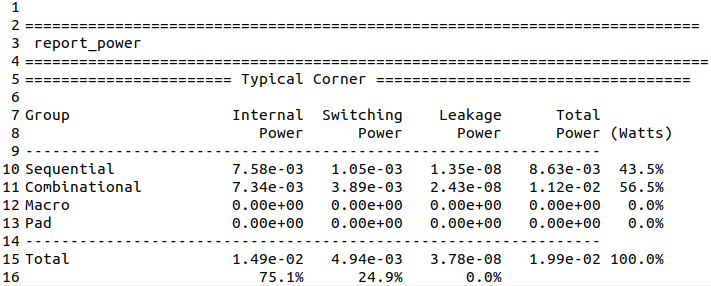 1
2 ===========================================================================
3  report_power
4 ============================================================================
5 ======================= Typical Corner ===================================
6
7 Group                  Internal  Switching    Leakage      Total
8                           Power      Power      Power      Power (Watts)
9 ----------------------------------------------------------------
10 Sequential             7.58e-03   1.05e-03   1.35e-08   8.63e-03  43.5%
11 Combinational          7.34e-03   3.89e-03   2.43e-08   1.12e-02  56.5%
12 Macro                  0.00e+00   0.00e+00   0.00e+00   0.00e+00   0.0%
13 Pad                    0.00e+00   0.00e+00   0.00e+00   0.00e+00   0.0%
14 ----------------------------------------------------------------
15 Total                  1.49e-02   4.94e-03   3.78e-08   1.99e-02 100.0%
16                           75.1%      24.9%       0.0%